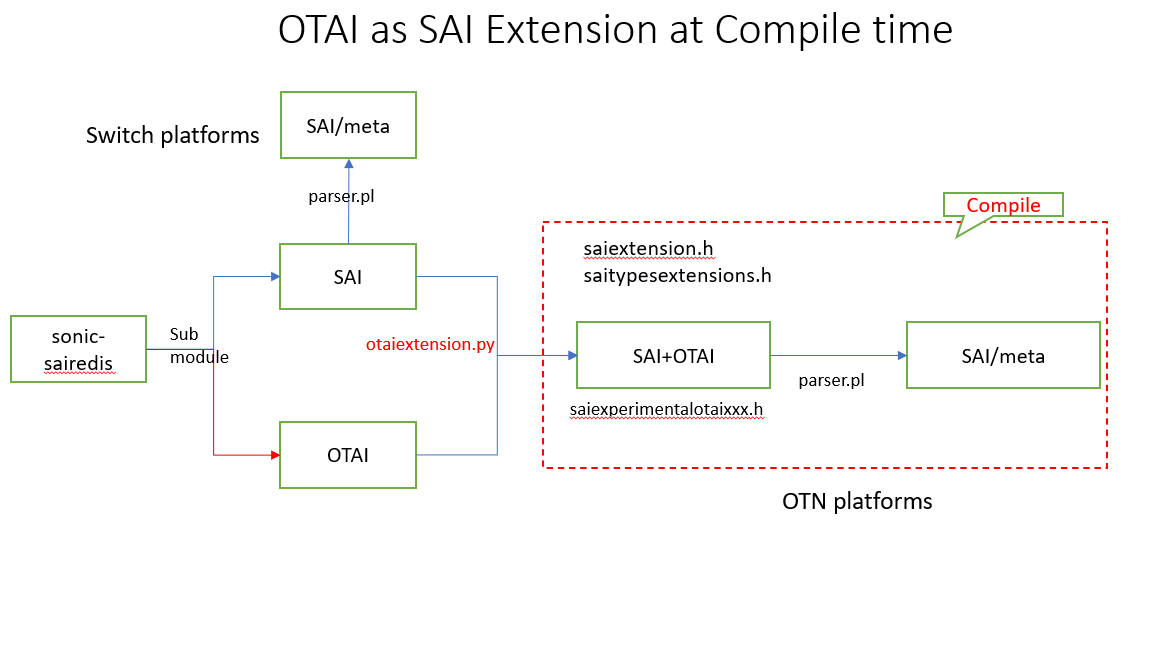 OTAI as SAI Extension at Compile time
SAI/meta
Switch platforms
parser.pl
Compile
saiextension.h
saitypesextensions.h
SAI
sonic-
sairedis
Sub
module
otaiextension.py
SAI+OTAI
parser.pl
SAI/meta
saiexperimentalotaixxx.h
OTAI
OTN platforms